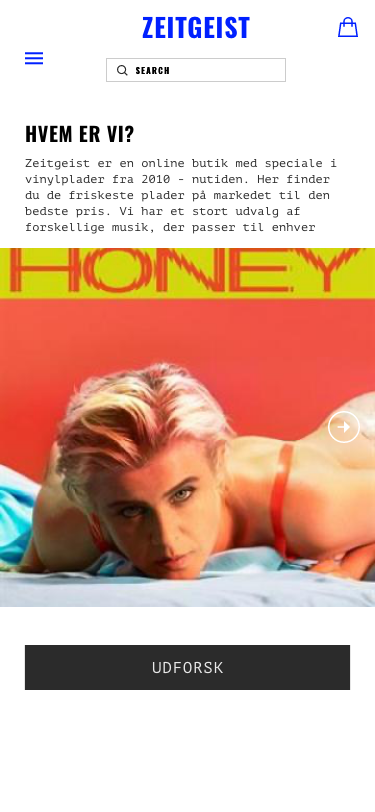 ZEITGEIST
SEARCH
HVEM ER VI?
Zeitgeist er en online butik med speciale i
vinylplader fra 2010 - nutiden. Her finder
du de friskeste plader på markedet til den
bedste pris. Vi har et stort udvalg af
forskellige musik, der passer til enhver
HONEY
UDFORSK